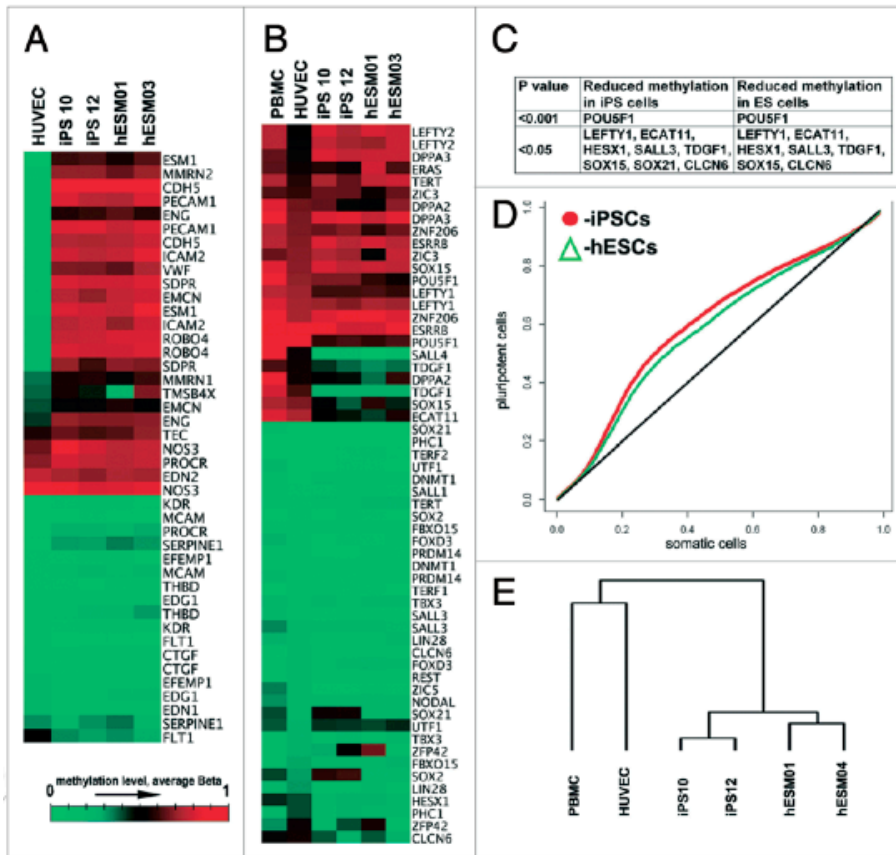 A
HUVEC
iPS 10
iPS 12
hESM01
hESM03
ESM1
MMRN2
CDH5
PECAM1
ENG
PECAM1
CDH5
ICAM2
VWF
SDPR
EMCN
ESM1
ICAM2
ROBO4
ROBO4
SDPR
MMRN1
TMSB4X
EMCN
ENG
TEC
NOS3
PROCR
EDN2
NOS3
KDR
MCAM
PROCR
SERPINE1
EFEMP1
MCAM
THBD
EDG1
THBD
KDR
FLT1
CTGF
CTGF
EFEMP1
EDG1
EDN1
SERPINE1
FLT1
methylation level, average Beta
0
1
B
PBMC
HUVEC
iPS 10
iPS 12
hESM01
hESM03
LEFTY2
LEFTY2
DPPA3
ERAS
TERT
ZIC3
DPPA2
DPPA3
ZNF206
ESRRB
ZIC3
SOX15
POU5F1
LEFTY1
LEFTY1
ZNF206
ESRRB
POU5F1
SALL4
TDGF1
DPPA2
TDGF1
SOX15
ECAT11
SOX21
PHC1
TERF2
UTF1
DNMT1
SALL1
TERT
SOX2
FBXO15
FOXD3
PRDM14
DNMT1
PRDM14
TERF1
TBX3
SALL3
SALL3
LIN28
CLCN6
FOXD3
REST
ZIC5
NODAL
SOX21
UTF1
TBX3
ZFP42
FBXO15
SOX2
LIN28
HESX1
PHC1
ZFP42
CLCN6
C
P value
Reduced methylation in iPS cells
Reduced methylation in ES cells
<0.001
POU5F1
POU5F1
<0.05
LEFTY1, ECAT11, HESX1, SALL3, TDGF1, SOX15, SOX21, CLCN6
LEFTY1, ECAT11, HESX1, SALL3, TDGF1, SOX15, CLCN6
D
-iPSCs
-hESCs
pluripotent cells
1.0
0.8
0.6
0.4
0.2
0.0
0.0
0.2
0.4
0.6
0.8
1.0
somatic cells
E
PBMC
HUVEC
iPS10
iPS12
hESM01
hESM04